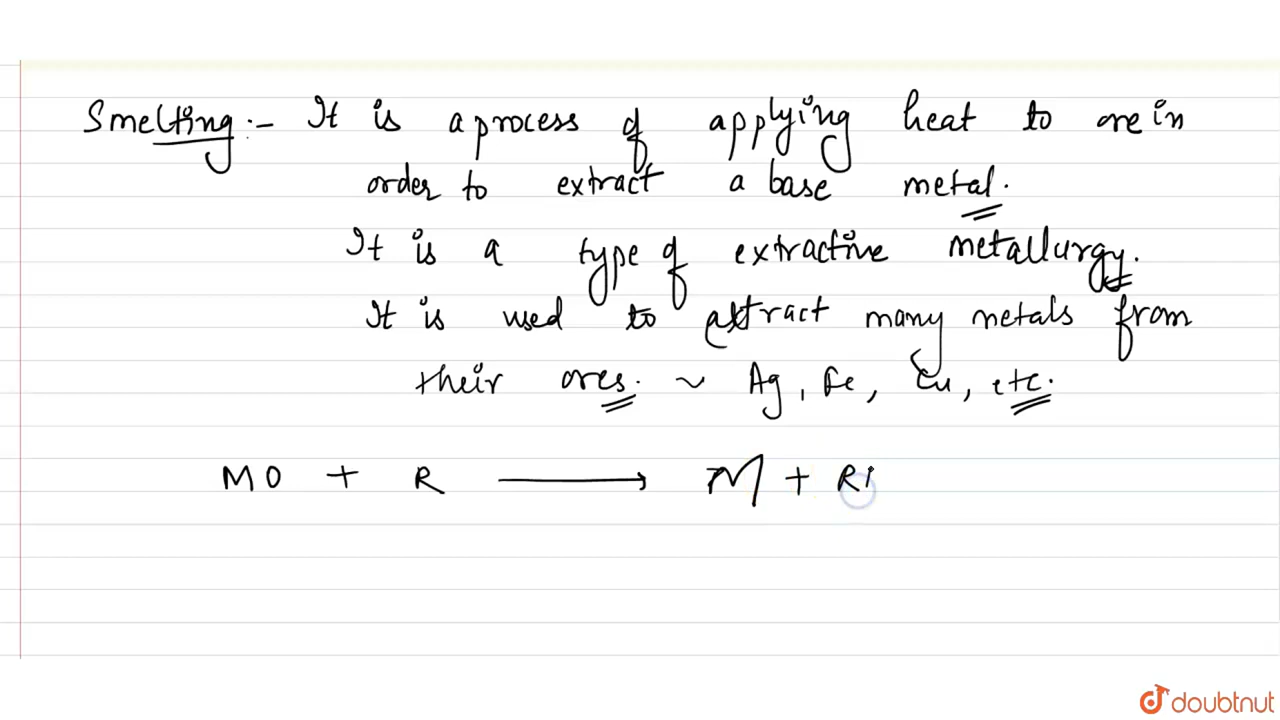 Smelting :- It is a process of applying heat to ore in
order to extract a base metal.
It is a type of extractive metallurgy.
It is used to extract many metals from
their ores. ~ Ag, Fe, Cu, etc.
MO + R ⟶ M + R
doubtnut